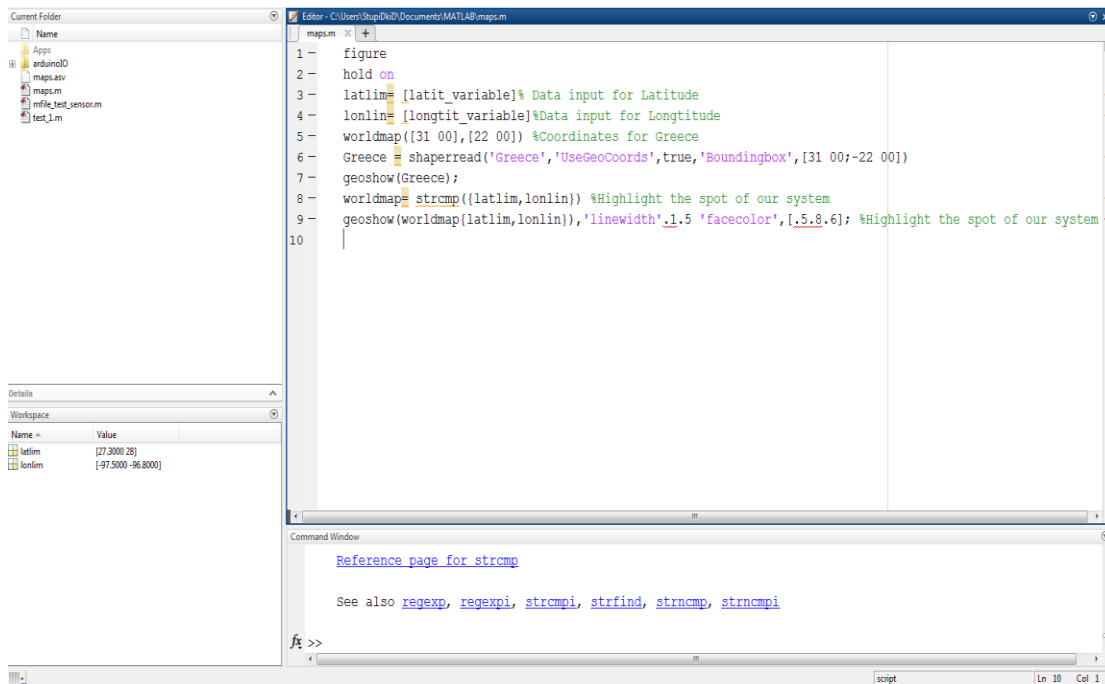 Current Folder
Name
Apps
arduinoIO
maps.asv
maps.m
mfile_test_sensor.m
test_1.m
Details
Workspace
Name Value
latlim [27.3000 28]
lonlim [-97.5000 -96.8000]
Editor - C:\Users\StupiDkiD\Documents\MATLAB\maps.m
maps.m × +
1 – figure
2 – hold on
3 – latlim= [latit_variable]% Data input for Latitude
4 – lonlin= [longtit_variable]%Data input for Longtitude
5 – worldmap([31 00],[22 00]) %Coordinates for Greece
6 – Greece = shaperread('Greece','UseGeoCoords',true,'Boundingbox',[31 00;-22 00])
7 – geoshow(Greece);
8 – worldmap= strcmp({latlim,lonlin}) %Highlight the spot of our system
9 – geoshow(worldmap{latlim,lonlin}),'linewidth'.1.5 'facecolor',[.5.8.6]; %Highlight the spot of our system
10
Command Window
Reference page for strcmp
See also regexp, regexpi, strcmpi, strfind, strncmp, strncmpi
fx >>
script Ln 10 Col 1